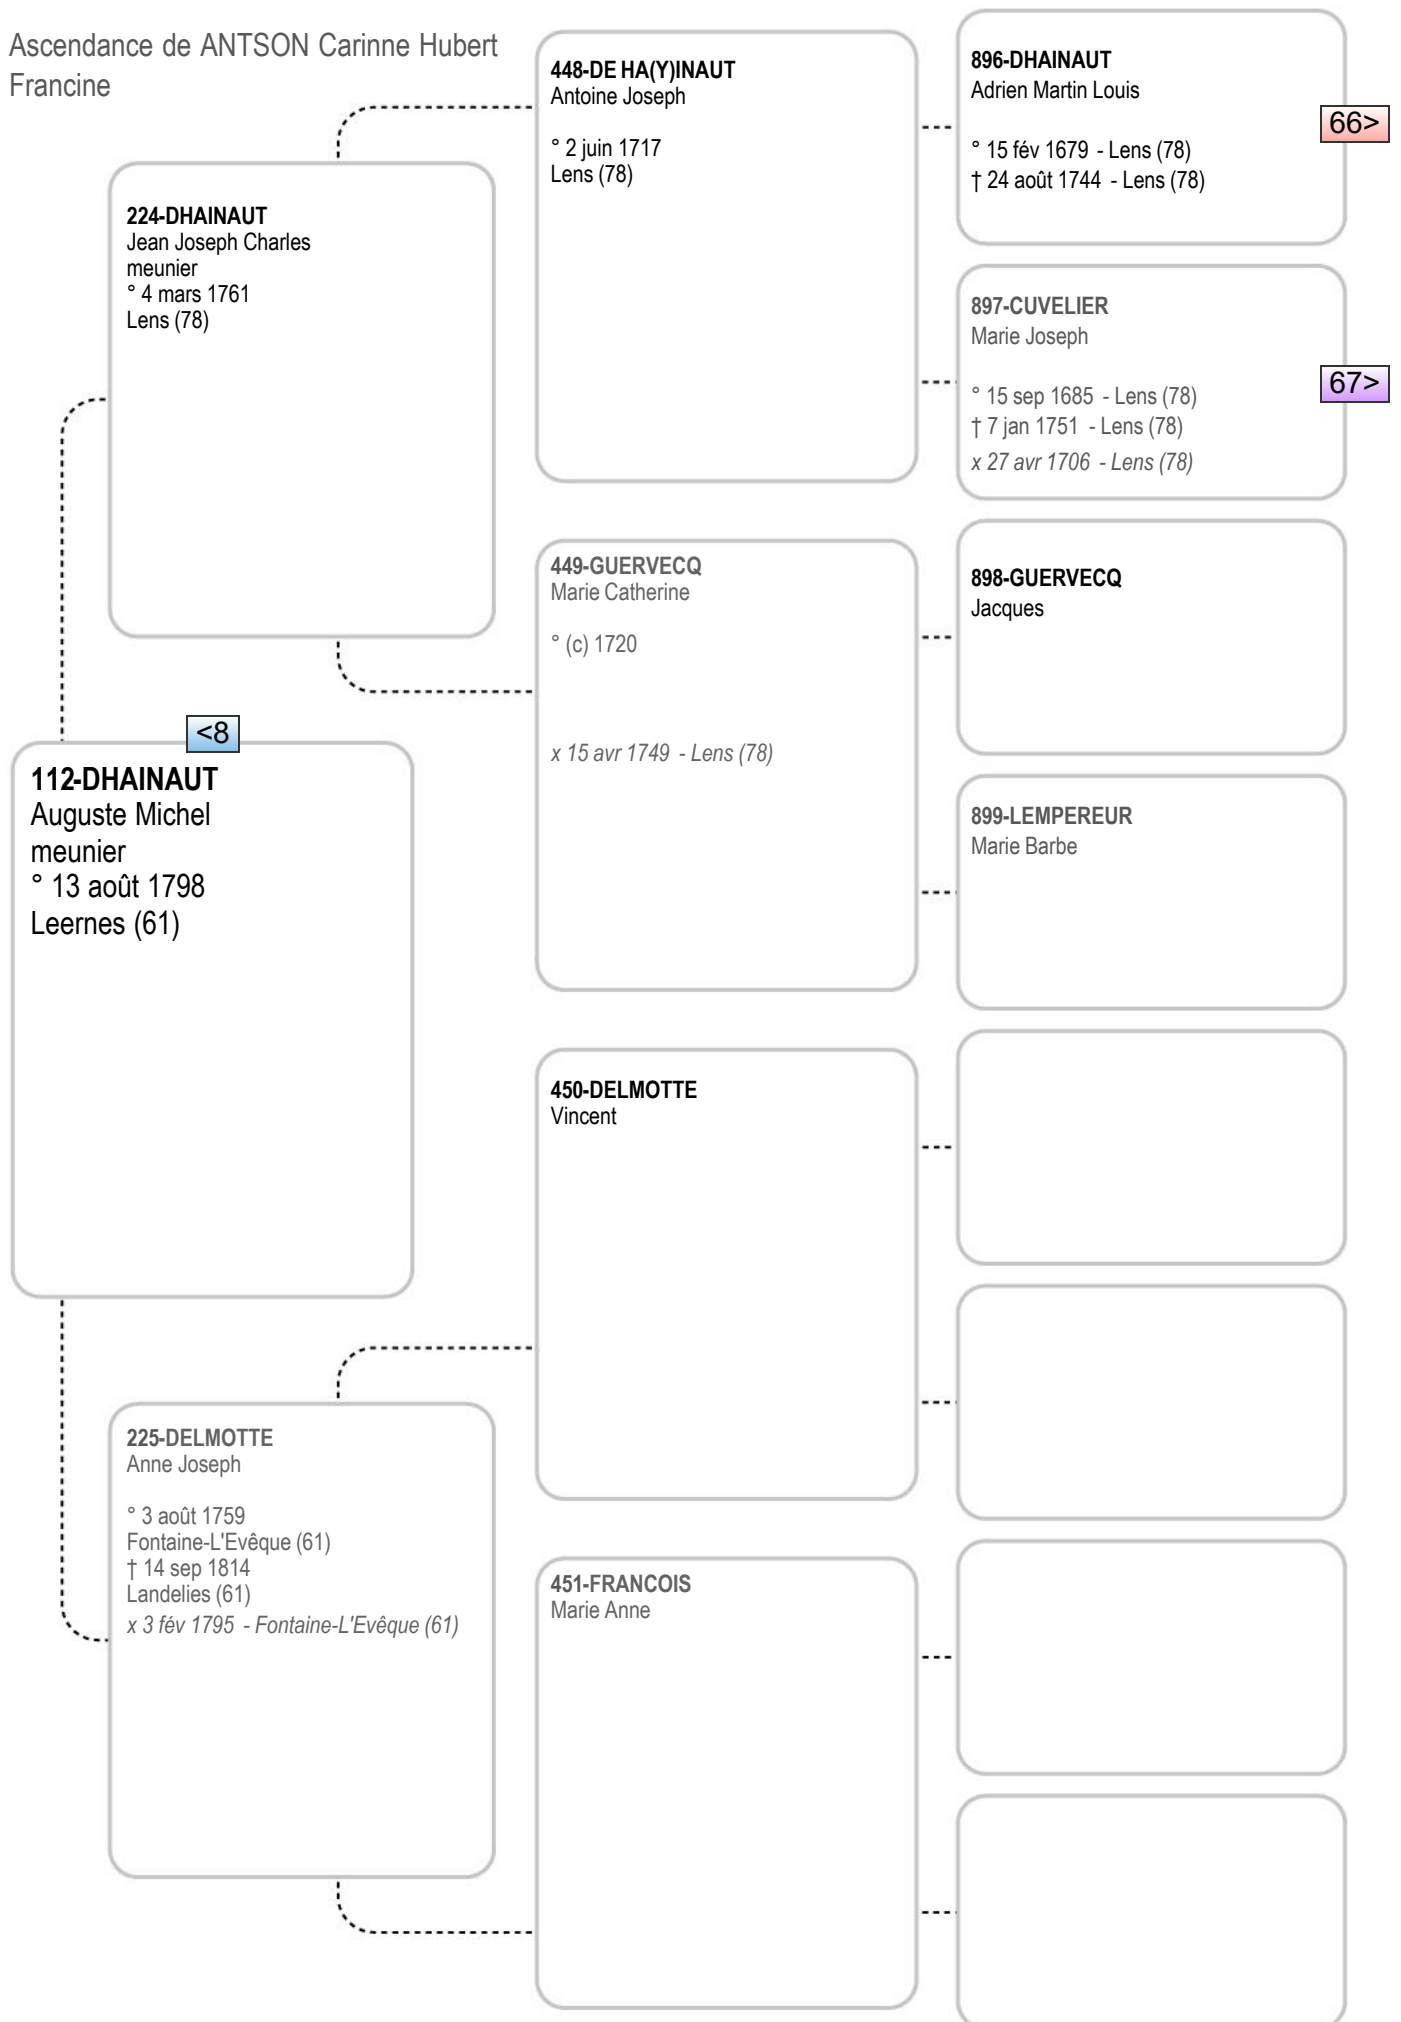 Ascendance de ANTSON Carinne Hubert
Francine
448-DE HA(Y)INAUT
Antoine Joseph
° 2 juin 1717
Lens (78)
896-DHAINAUT
Adrien Martin Louis
° 15 fév 1679 - Lens (78)
† 24 août 1744 - Lens (78)
66>
224-DHAINAUT
Jean Joseph Charles
meunier
° 4 mars 1761
Lens (78)
897-CUVELIER
Marie Joseph
° 15 sep 1685 - Lens (78)
† 7 jan 1751 - Lens (78)
x 27 avr 1706 - Lens (78)
67>
449-GUERVECQ
Marie Catherine
° (c) 1720
x 15 avr 1749 - Lens (78)
898-GUERVECQ
Jacques
<8
112-DHAINAUT
Auguste Michel
meunier
° 13 août 1798
Leernes (61)
899-LEMPEREUR
Marie Barbe
450-DELMOTTE
Vincent
225-DELMOTTE
Anne Joseph
° 3 août 1759
Fontaine-L'Evêque (61)
† 14 sep 1814
Landelies (61)
x 3 fév 1795 - Fontaine-L'Evêque (61)
451-FRANCOIS
Marie Anne